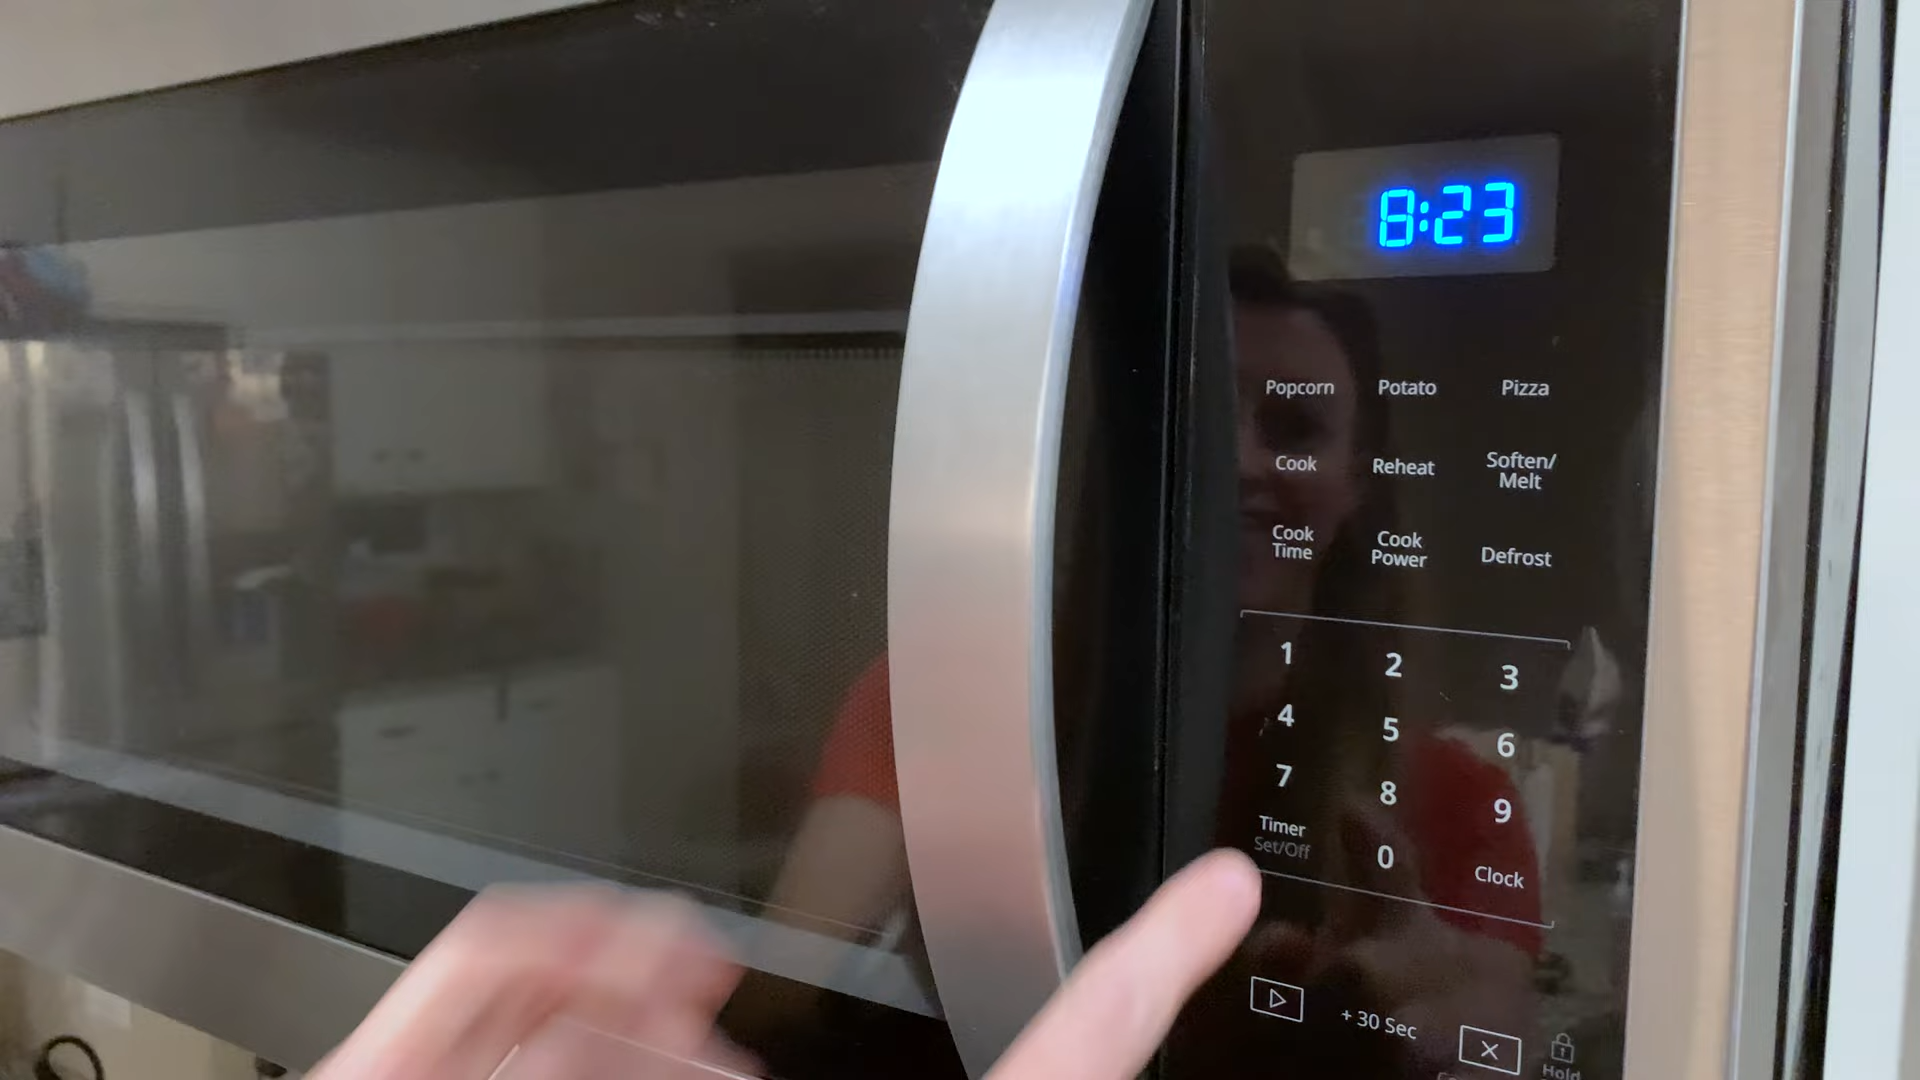 8:23
Popcorn Potato Pizza
Cook Reheat Soften/
Melt
Cook
Time
Cook
Power
Defrost
1 2 3
4 5 6
7 8 9
Timer
Set/Off
0 Clock
+ 30 Sec
Hold